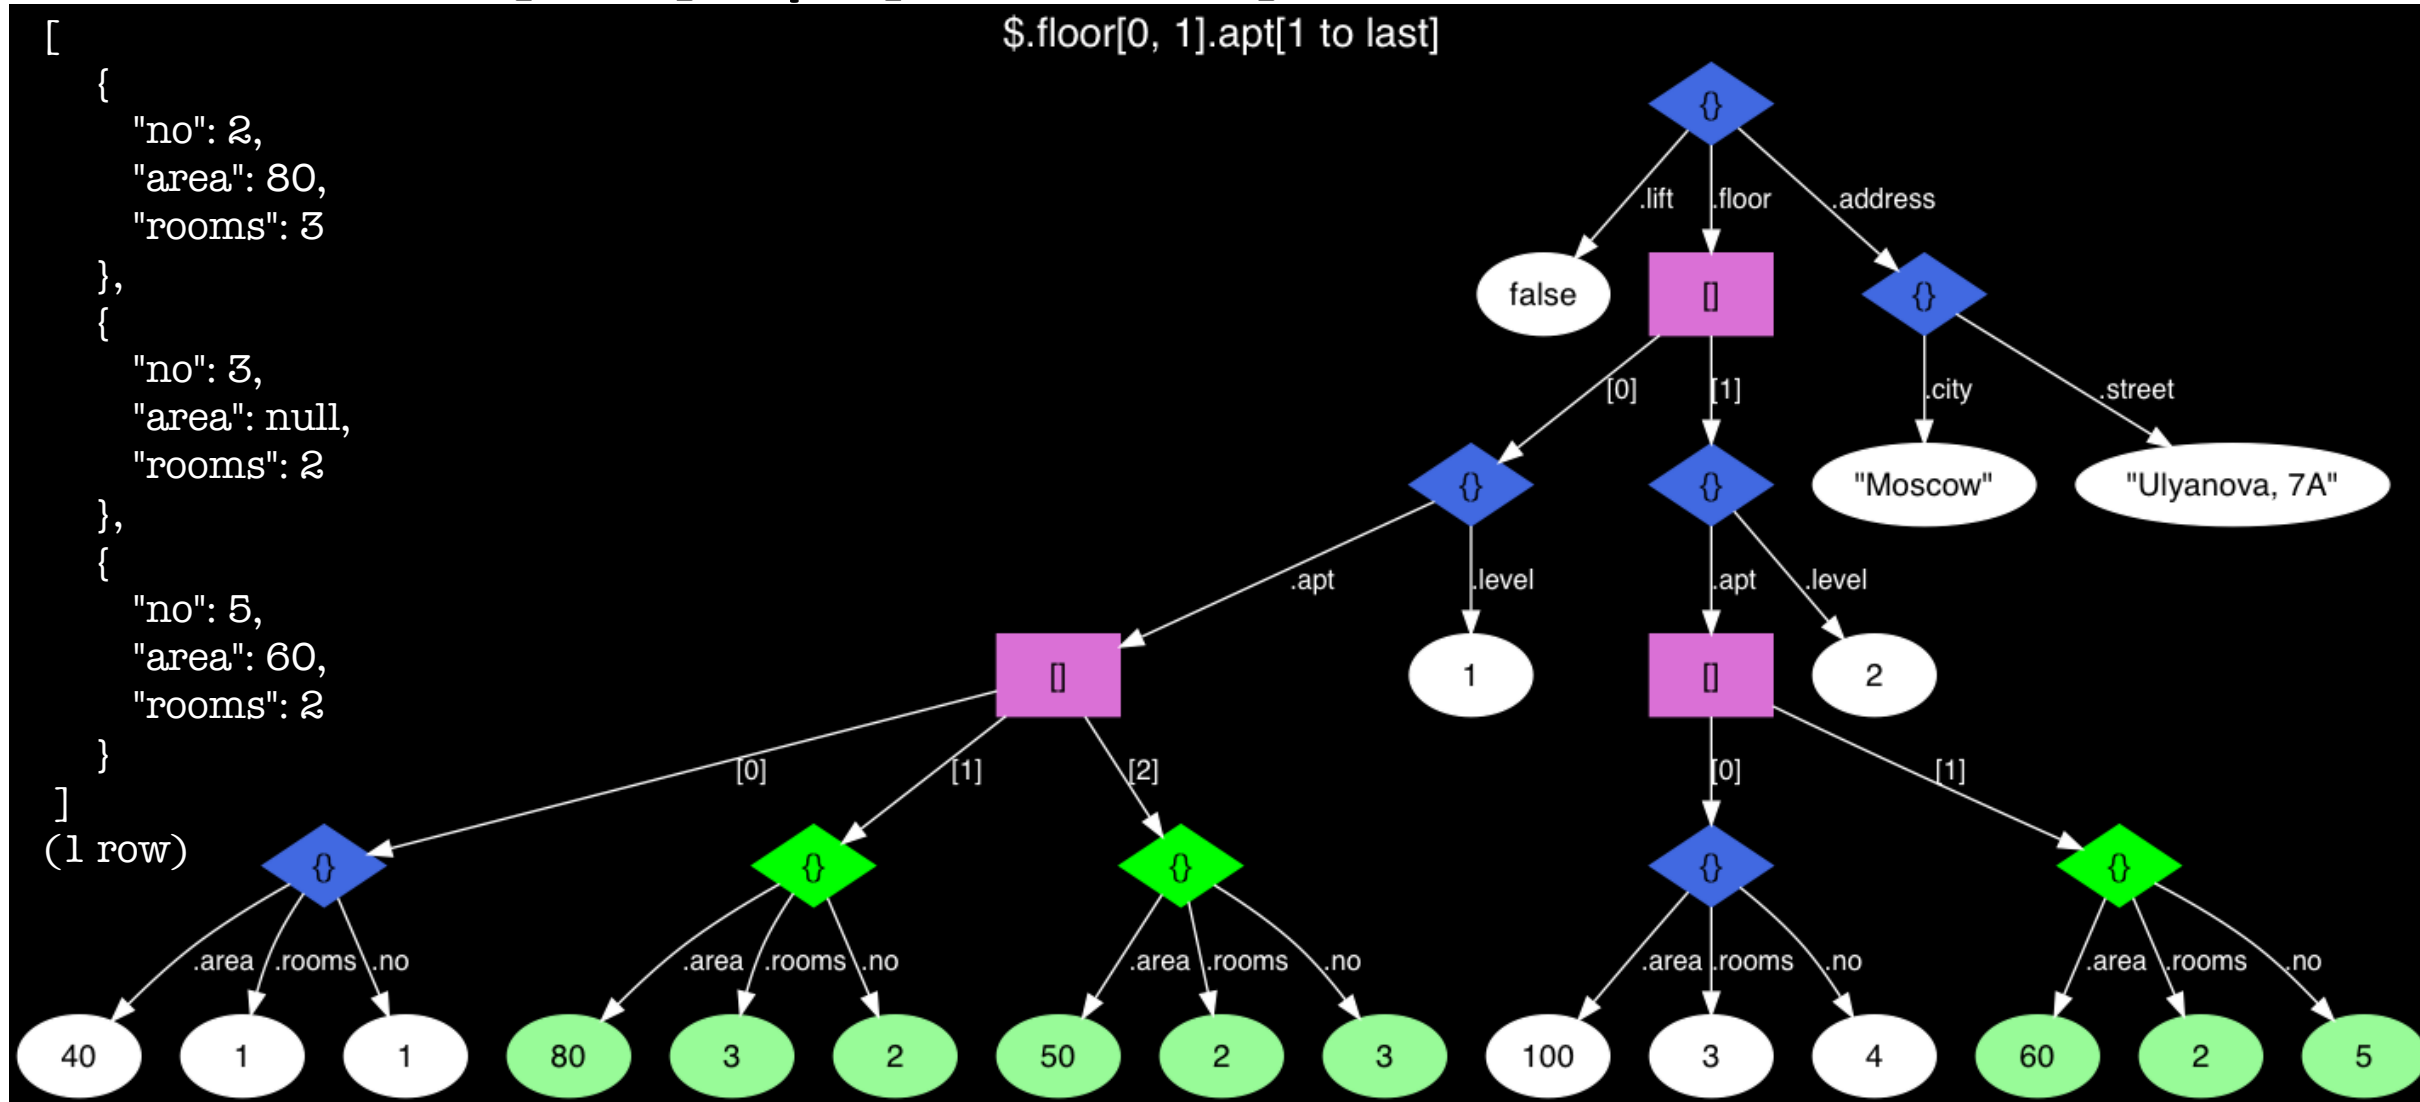 $.floor[0, 1].apt[1 to last]
[
{
"no": 2,
"area": 80,
"rooms": 3
},
{
"no": 3,
"area": null,
"rooms": 2
},
{
"no": 5,
"area": 60,
"rooms": 2
}
]
(1 row)
{}
.lift .floor .address
false [] {}
[0] [1] .city .street
{} {} "Moscow" "Ulyanova, 7A"
.apt .level .apt .level
[] 1 [] 2
[0] [1] [2] [0] [1]
{} {} {} {} {}
.area .rooms .no .area .rooms .no .area .rooms .no .area .rooms .no .area .rooms .no
40 1 1 80 3 2 50 2 3 100 3 4 60 2 5